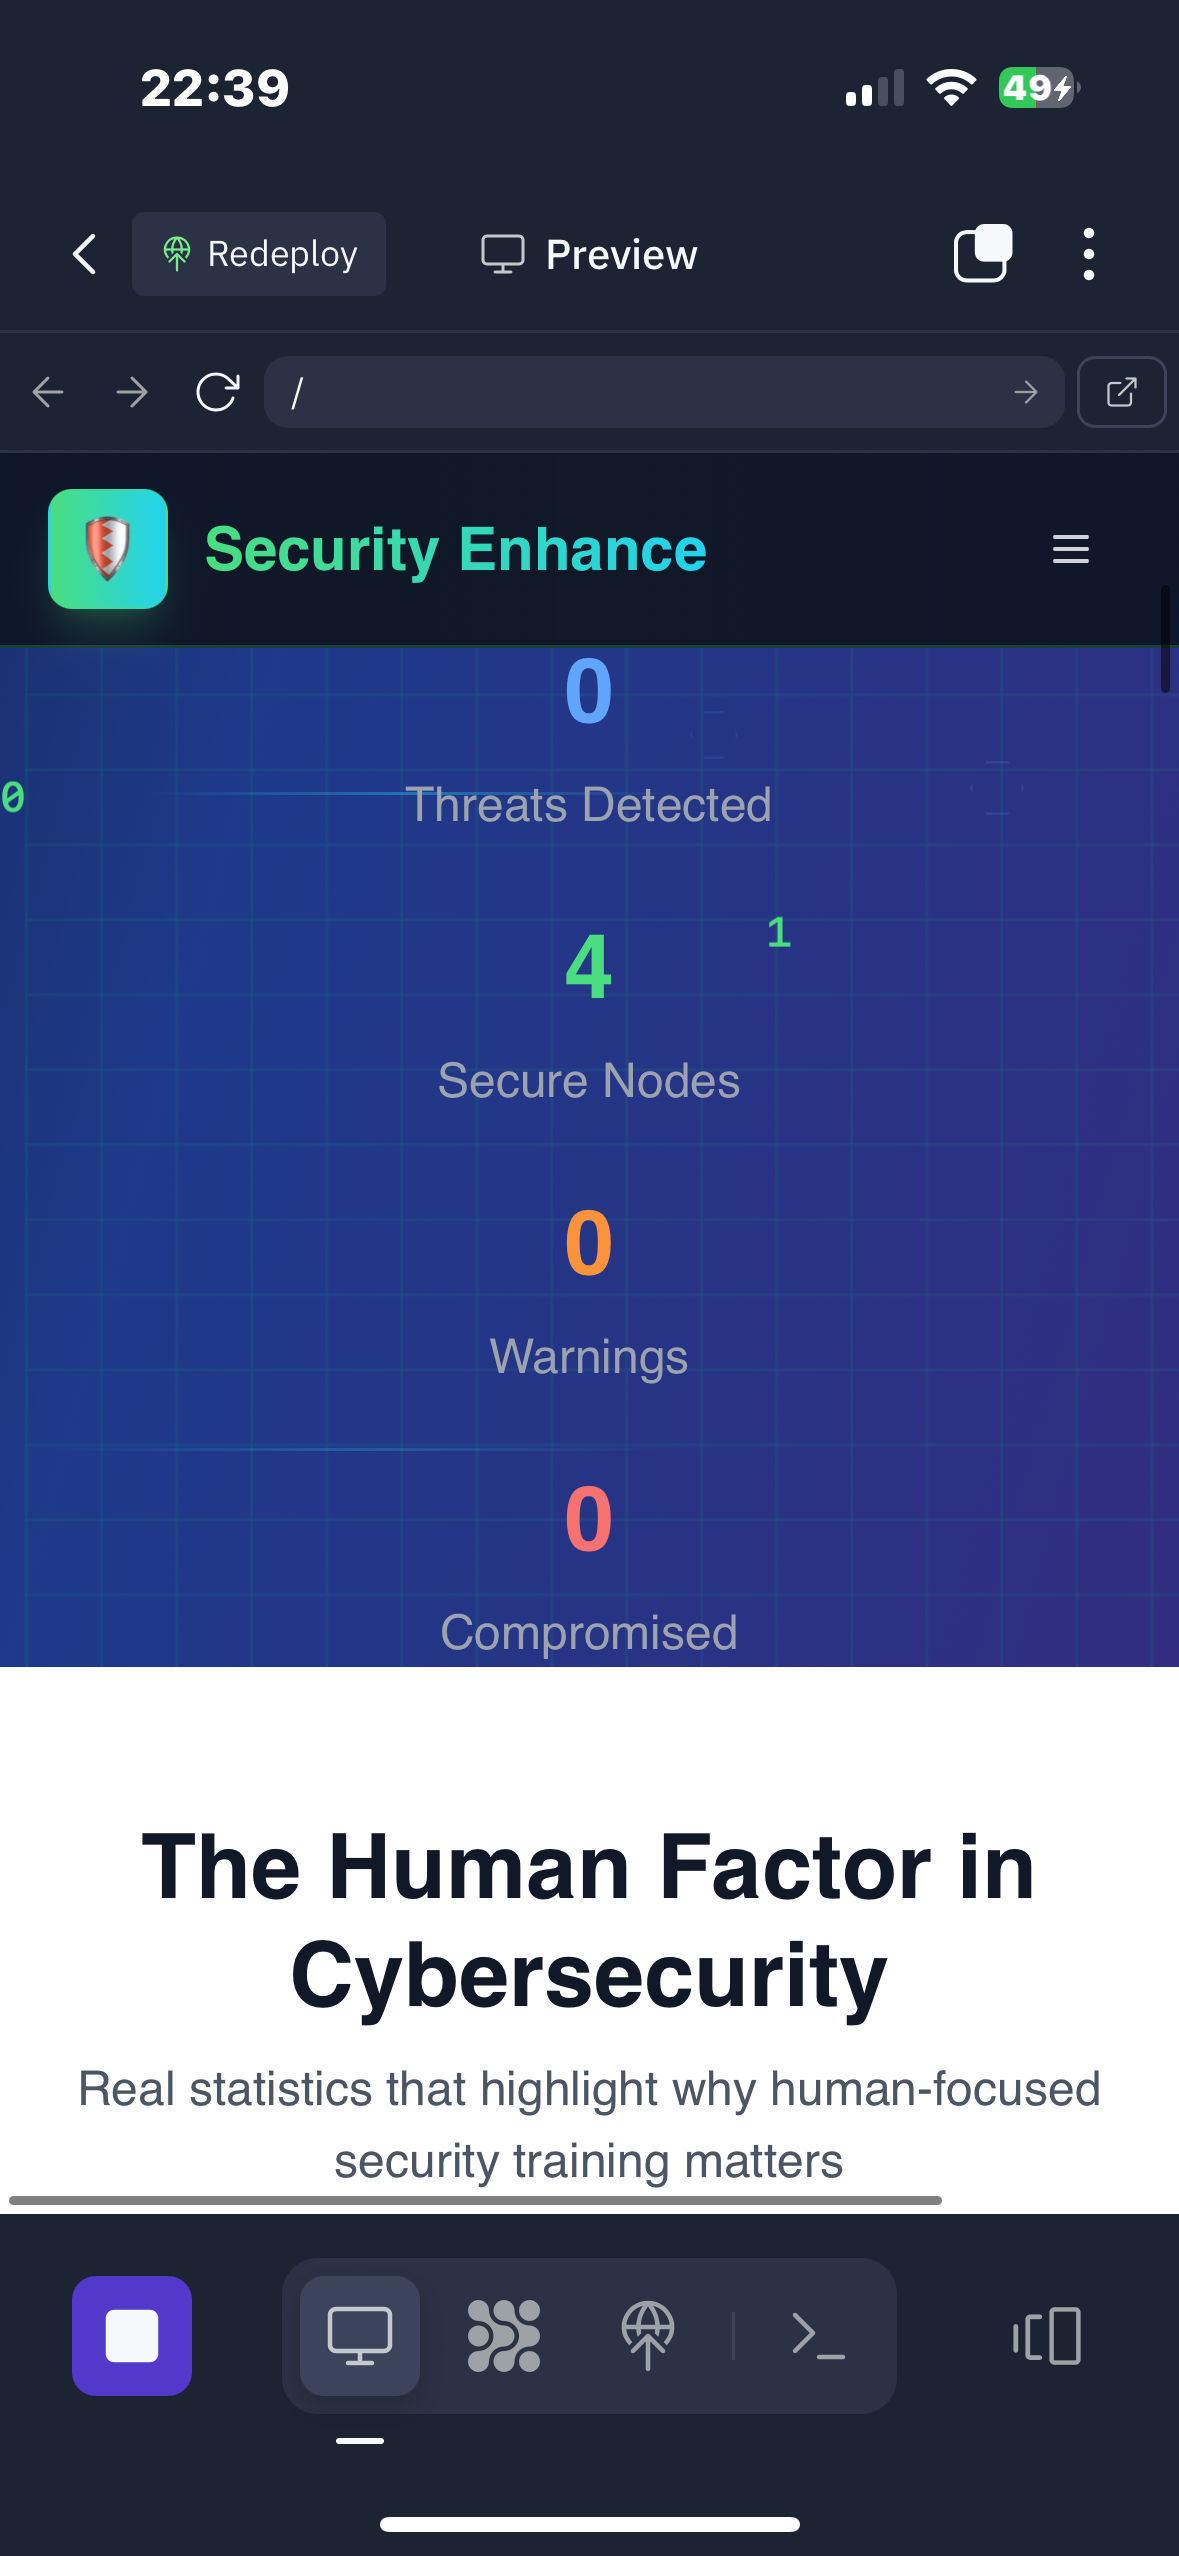 22:39
49
Redeploy
Preview
/
Security Enhance
0
Threats Detected
0
4
1
Secure Nodes
0
Warnings
0
Compromised
The Human Factor in
Cybersecurity
Real statistics that highlight why human-focused
security training matters